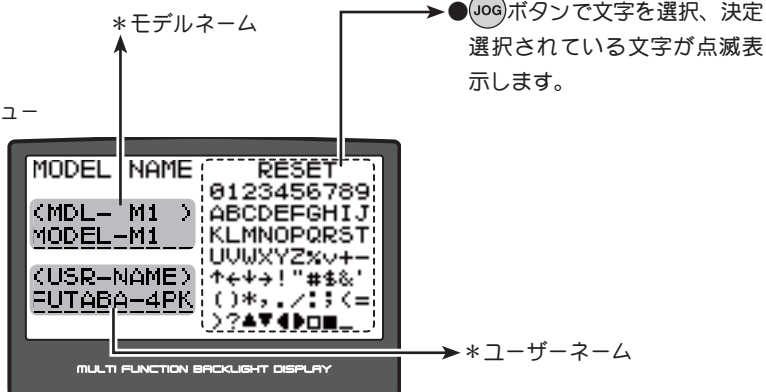 ＊モデルネーム
●JOGボタンで文字を選択、決定
選択されている文字が点滅表
示します。
ュー
MODEL NAME
(MDL- M1 )
MODEL-M1
(USR-NAME)
FUTABA-4PK
RESET
0123456789
ABCDEFGHIJ
KLMNOPQRST
UVWXYZ%v+-
↑←↓→!"#$&'
()*,./:;<=
>?▲▼◀▶□■_
MULTI FUNCTION BACKLIGHT DISPLAY
＊ユーザーネーム